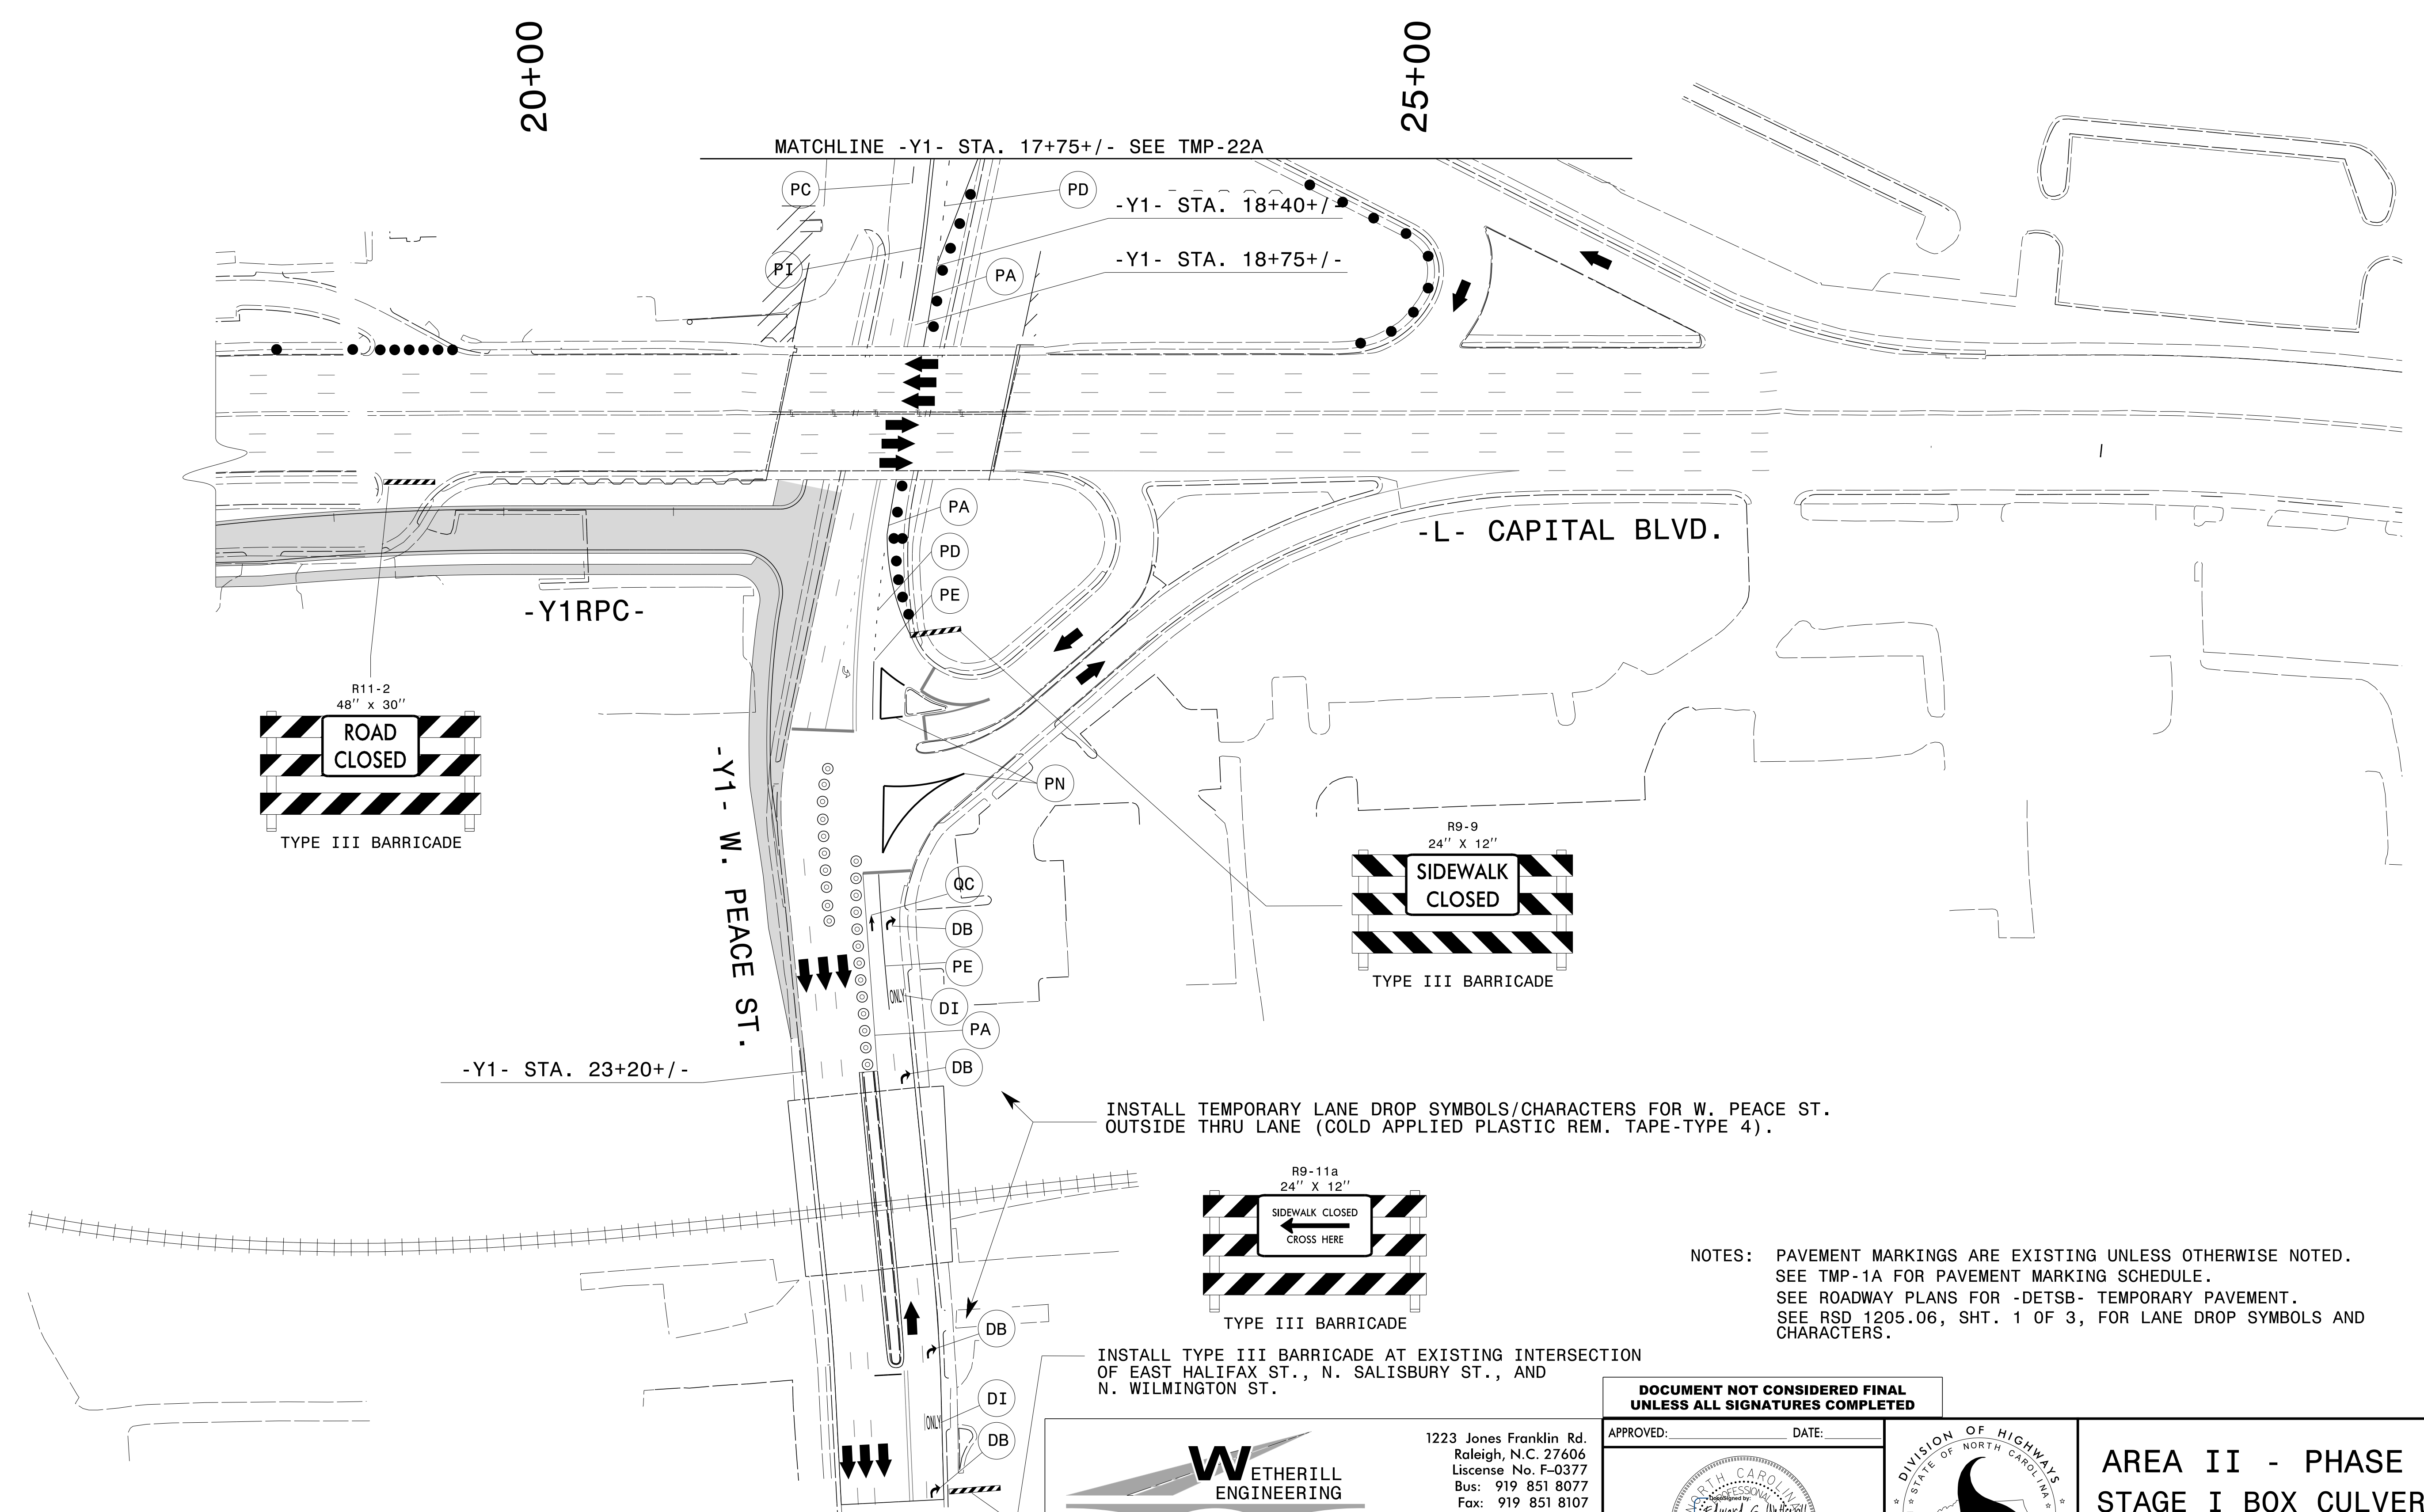 20+00
25+00
MATCHLINE -Y1- STA. 17+75+/- SEE TMP-22A
PC
PD
-Y1- STA. 18+40+/-
PI
-Y1- STA. 18+75+/-
PA
PA
-L- CAPITAL BLVD.
PD
PE
-Y1RPC-
R11-2
48" x 30"
ROAD
CLOSED
TYPE III BARRICADE
-Y1- W. PEACE ST.
PN
R9-9
24" X 12"
SIDEWALK
CLOSED
TYPE III BARRICADE
QC
DB
PE
ONLY
DI
PA
-Y1- STA. 23+20+/-
DB
INSTALL TEMPORARY LANE DROP SYMBOLS/CHARACTERS FOR W. PEACE ST.
OUTSIDE THRU LANE (COLD APPLIED PLASTIC REM. TAPE-TYPE 4).
R9-11a
24" X 12"
SIDEWALK CLOSED
CROSS HERE
TYPE III BARRICADE
NOTES: PAVEMENT MARKINGS ARE EXISTING UNLESS OTHERWISE NOTED.
SEE TMP-1A FOR PAVEMENT MARKING SCHEDULE.
SEE ROADWAY PLANS FOR -DETSB- TEMPORARY PAVEMENT.
SEE RSD 1205.06, SHT. 1 OF 3, FOR LANE DROP SYMBOLS AND
CHARACTERS.
DB
INSTALL TYPE III BARRICADE AT EXISTING INTERSECTION
OF EAST HALIFAX ST., N. SALISBURY ST., AND
N. WILMINGTON ST.
DI
ONLY
DB
DOCUMENT NOT CONSIDERED FINAL
UNLESS ALL SIGNATURES COMPLETED
WETHERILL
ENGINEERING
1223 Jones Franklin Rd.
Raleigh, N.C. 27606
Liscense No. F-0377
Bus: 919 851 8077
Fax: 919 851 8107
APPROVED: DATE:
NORTH CAROLINA
PROFESSIONAL
DIVISION OF HIGHWAYS
STATE OF NORTH CAROLINA
AREA II - PHASE
STAGE I BOX CULVER